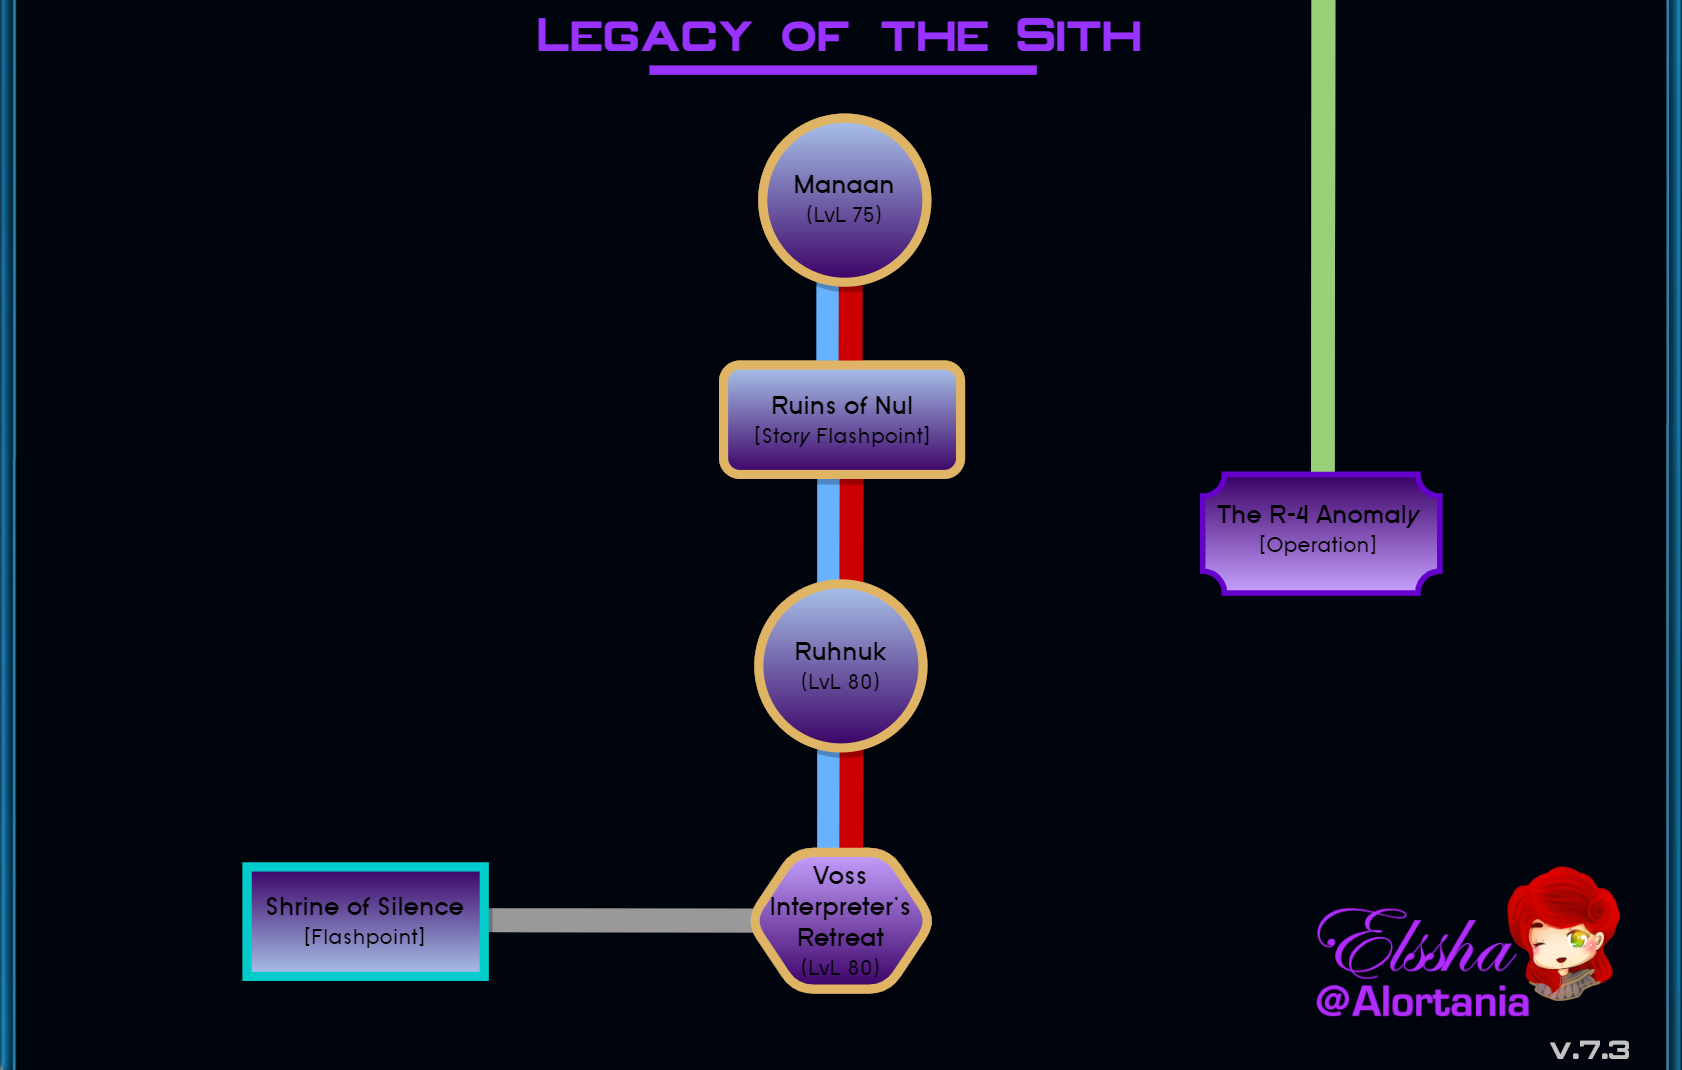 Legacy of the Sith
Manaan
(LvL 75)
Ruins of Nul
[Story Flashpoint]
The R-4 Anomaly
[Operation]
Ruhnuk
(LvL 80)
Voss
Interpreter's
Retreat
(LvL 80)
Shrine of Silence
[Flashpoint]
Elssha
@Alortania
v.7.3